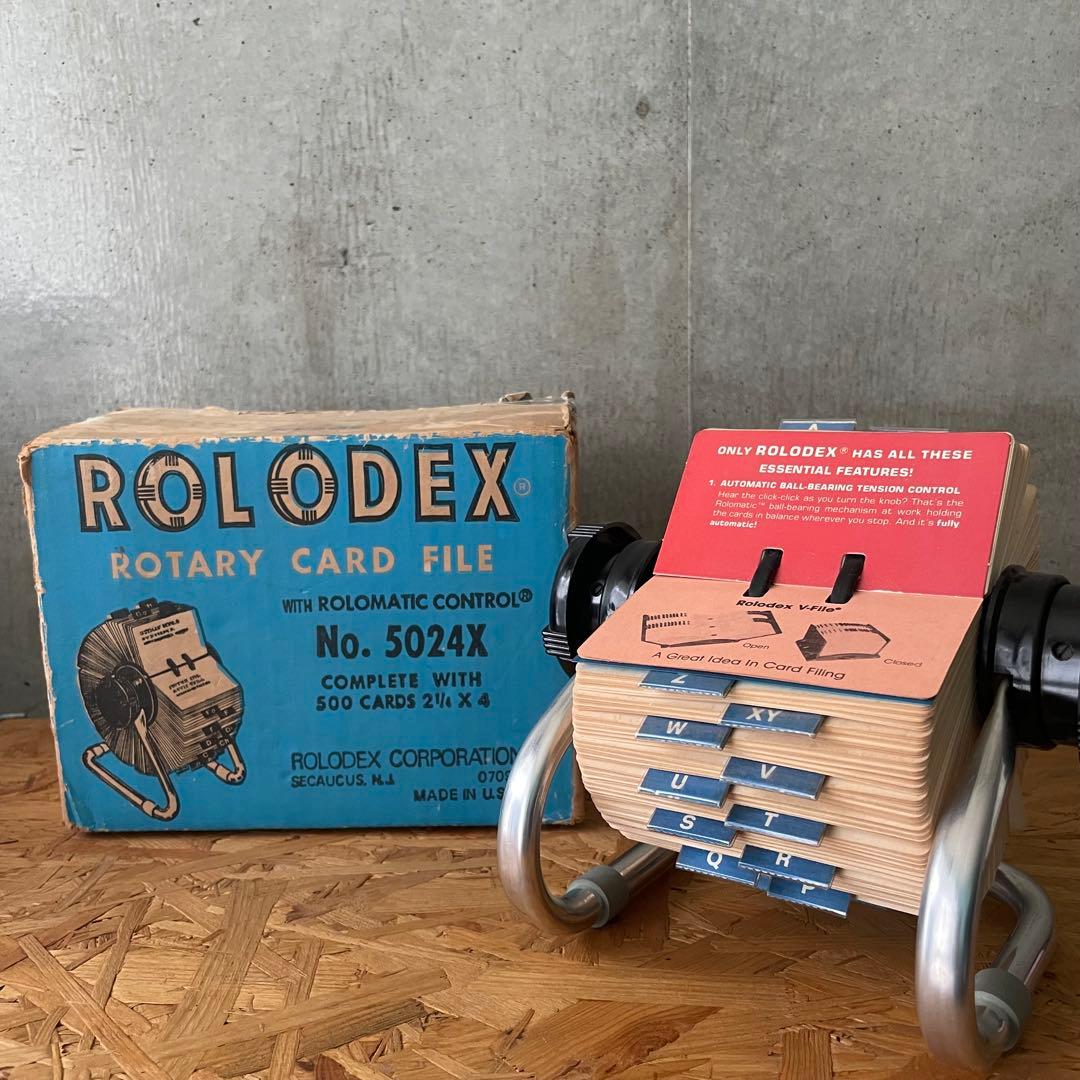 ROLODEX®
ROTARY CARD FILE
WITH ROLOMATIC CONTROL®
No. 5024X
COMPLETE WITH
500 CARDS 2¼ X 4
ROLODEX CORPORATION
SECAUCUS, N.J. 070
MADE IN U.S
A
ONLY ROLODEX® HAS ALL THESE
ESSENTIAL FEATURES!
1. AUTOMATIC BALL-BEARING TENSION CONTROL
Hear the click-click as you turn the knob? That's the
Rolomatic™ ball-bearing mechanism at work holding
the cards in balance wherever you stop. And it's fully
automatic!
Rolodex V-File®
Open
Closed
A Great Idea In Card Filing
Z
XY
W
V
U
T
S
R
Q
P